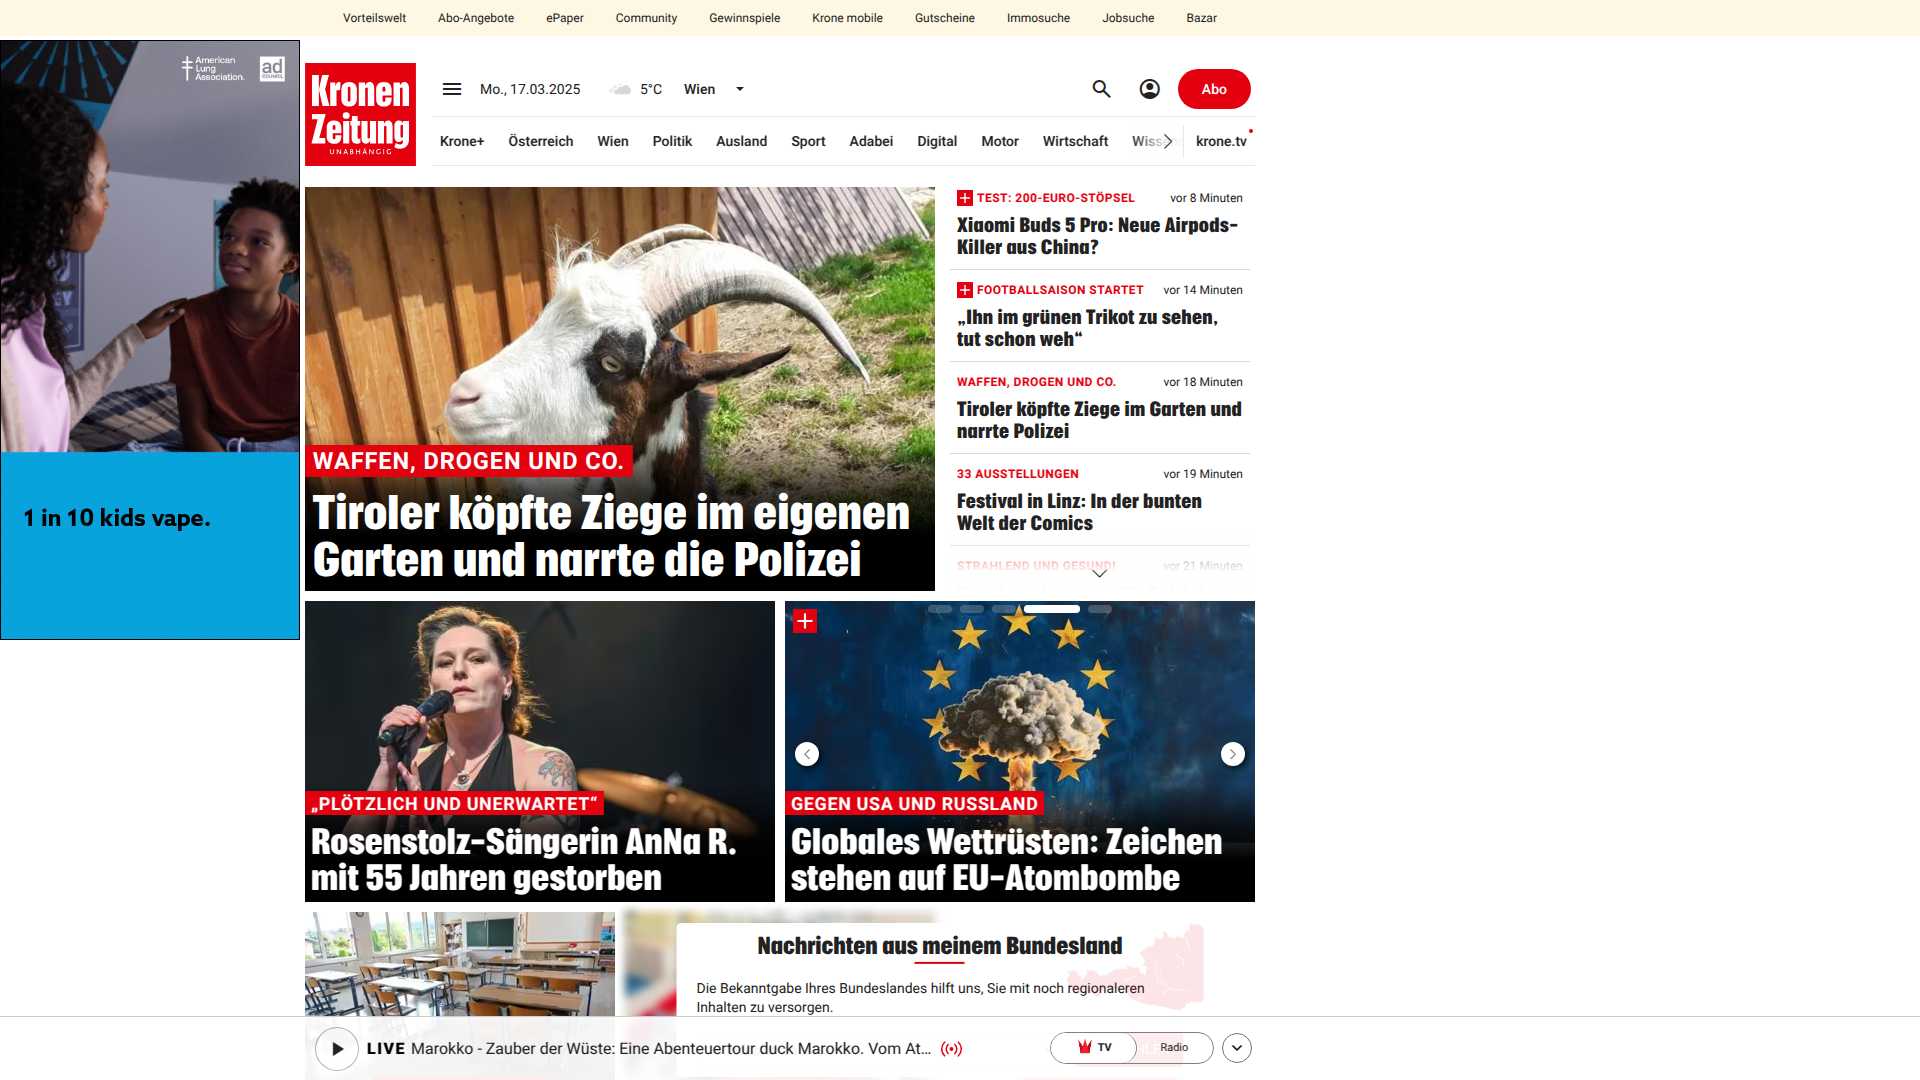 Vorteilswelt Abo-Angebote ePaper Community Gewinnspiele Krone mobile Gutscheine Immosuche Jobsuche Bazar
American
Lung
Association.
ad
COUNCIL
1 in 10 kids vape.
Kronen
Zeitung
UNABHÄNGIG
Mo., 17.03.2025 5°C Wien
Abo
Krone+ Österreich Wien Politik Ausland Sport Adabei Digital Motor Wirtschaft krone.tv
WAFFEN, DROGEN UND CO.
Tiroler köpfte Ziege im eigenen
Garten und narrte die Polizei
TEST: 200-EURO-STÖPSEL vor 8 Minuten
Xiaomi Buds 5 Pro: Neue Airpods-
Killer aus China?
FOOTBALLSAISON STARTET vor 14 Minuten
„Ihn im grünen Trikot zu sehen,
tut schon weh“
WAFFEN, DROGEN UND CO. vor 18 Minuten
Tiroler köpfte Ziege im Garten und
narrte Polizei
33 AUSSTELLUNGEN vor 19 Minuten
Festival in Linz: In der bunten
Welt der Comics
STRAHLEND UND GESUND! vor 21 Minuten
„PLÖTZLICH UND UNERWARTET“
Rosenstolz-Sängerin AnNa R.
mit 55 Jahren gestorben
GEGEN USA UND RUSSLAND
Globales Wettrüsten: Zeichen
stehen auf EU-Atombombe
Nachrichten aus meinem Bundesland
Die Bekanntgabe Ihres Bundeslandes hilft uns, Sie mit noch regionaleren
Inhalten zu versorgen.
LIVE Marokko - Zauber der Wüste: Eine Abenteuertour duck Marokko. Vom At...
TV Radio